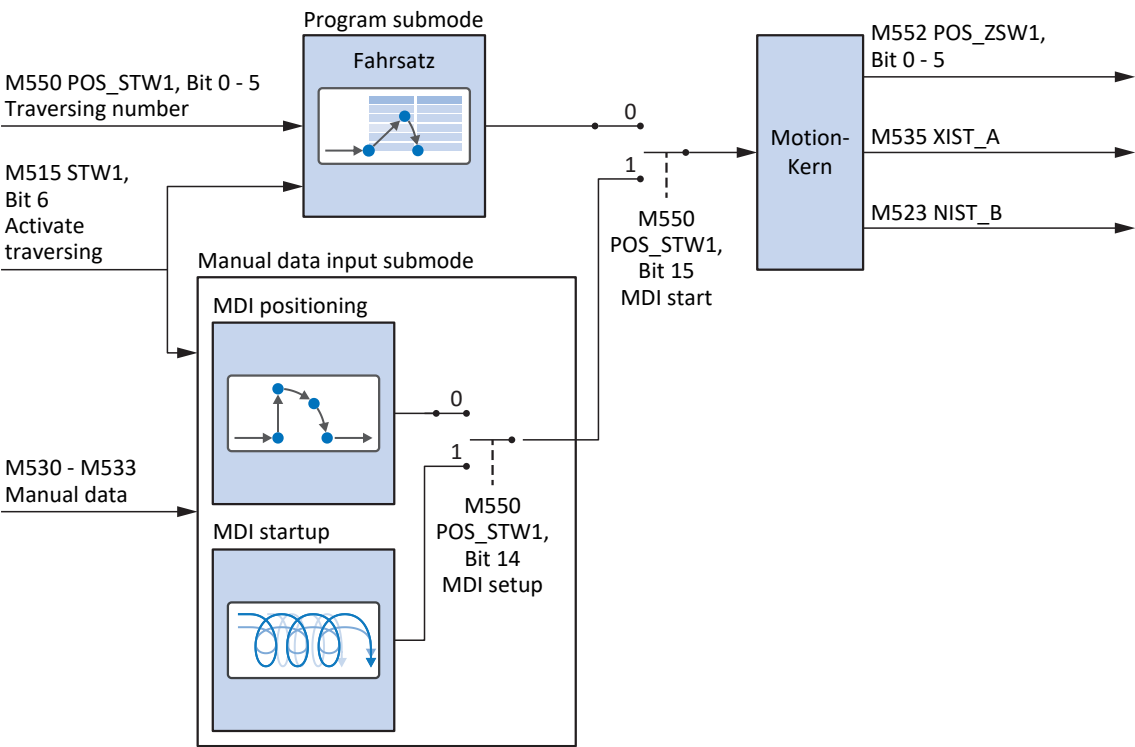 Program submode
Fahrsatz
M550 POS_STW1, Bit 0 - 5
Traversing number
M515 STW1,
Bit 6
Activate
traversing
0
1
M550
POS_STW1,
Bit 15
MDI start
Motion-
Kern
M552 POS_ZSW1,
Bit 0 - 5
M535 XIST_A
M523 NIST_B
Manual data input submode
MDI positioning
0
1
M550
POS_STW1,
Bit 14
MDI setup
M530 - M533
Manual data
MDI startup